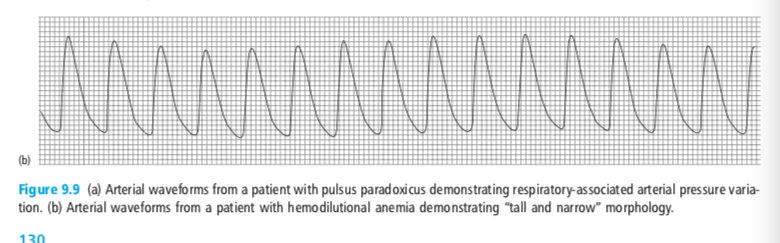 (b)
Figure 9.9 (a) Arterial waveforms from a patient with pulsus paradoxicus demonstrating respiratory-associated arterial pressure varia-
tion. (b) Arterial waveforms from a patient with hemodilutional anemia demonstrating “tall and narrow” morphology.
130